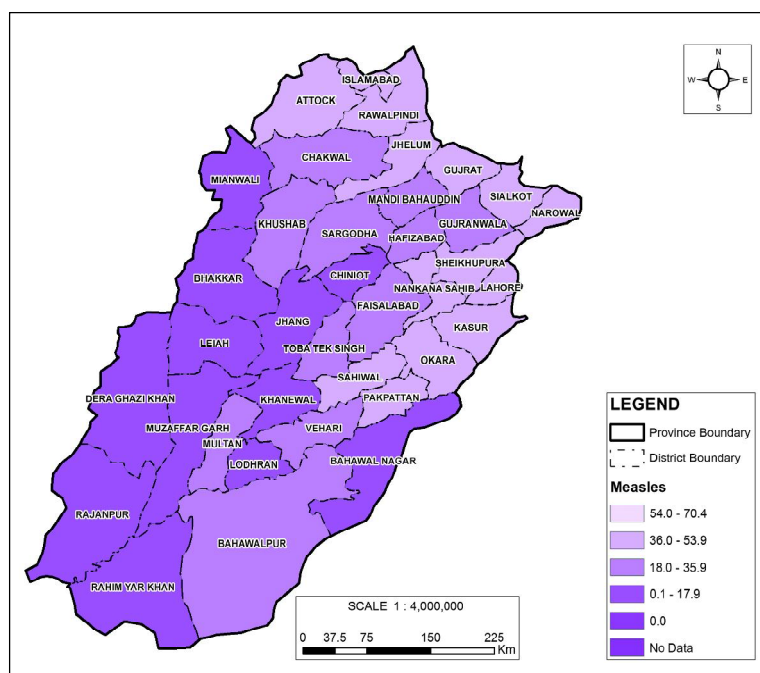 N
W E
S
ISLAMABAD
ATTOCK
RAWALPINDI
JHELUM
CHAKWAL
GUJRAT
MIANWALI
SIALKOT
MANDI BAHAUDDIN
NAROWAL
KHUSHAB
GUJRANWALA
SARGODHA
HAFIZABAD
SHEIKHUPURA
CHINIOT
BHAKKAR
NANKANA SAHIB
LAHORE
FAISALABAD
JHANG
KASUR
LEIAH
TOBA TEK SINGH
OKARA
SAHIWAL
KHANEWAL
PAKPATTAN
DERA GHAZI KHAN
MUZAFFAR GARH
VEHARI
MULTAN
LODHRAN
BAHAWAL NAGAR
RAJANPUR
BAHAWALPUR
RAHIM YAR KHAN
LEGEND
Province Boundary
District Boundary
Measles
54.0 - 70.4
36.0 - 53.9
18.0 - 35.9
0.1 - 17.9
0.0
No Data
SCALE 1 : 4,000,000
0 37.5 75 150 225
Km